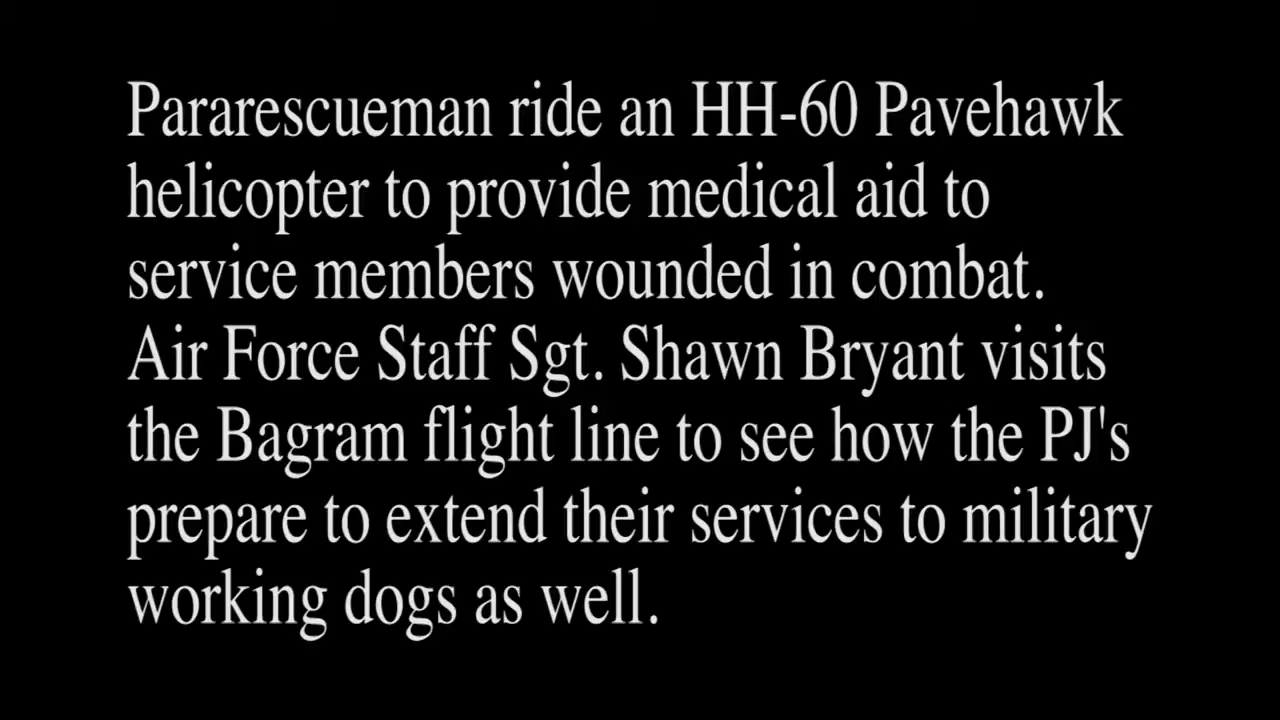 Pararescueman ride an HH-60 Pavehawk
helicopter to provide medical aid to
service members wounded in combat.
Air Force Staff Sgt. Shawn Bryant visits
the Bagram flight line to see how the PJ's
prepare to extend their services to military
working dogs as well.